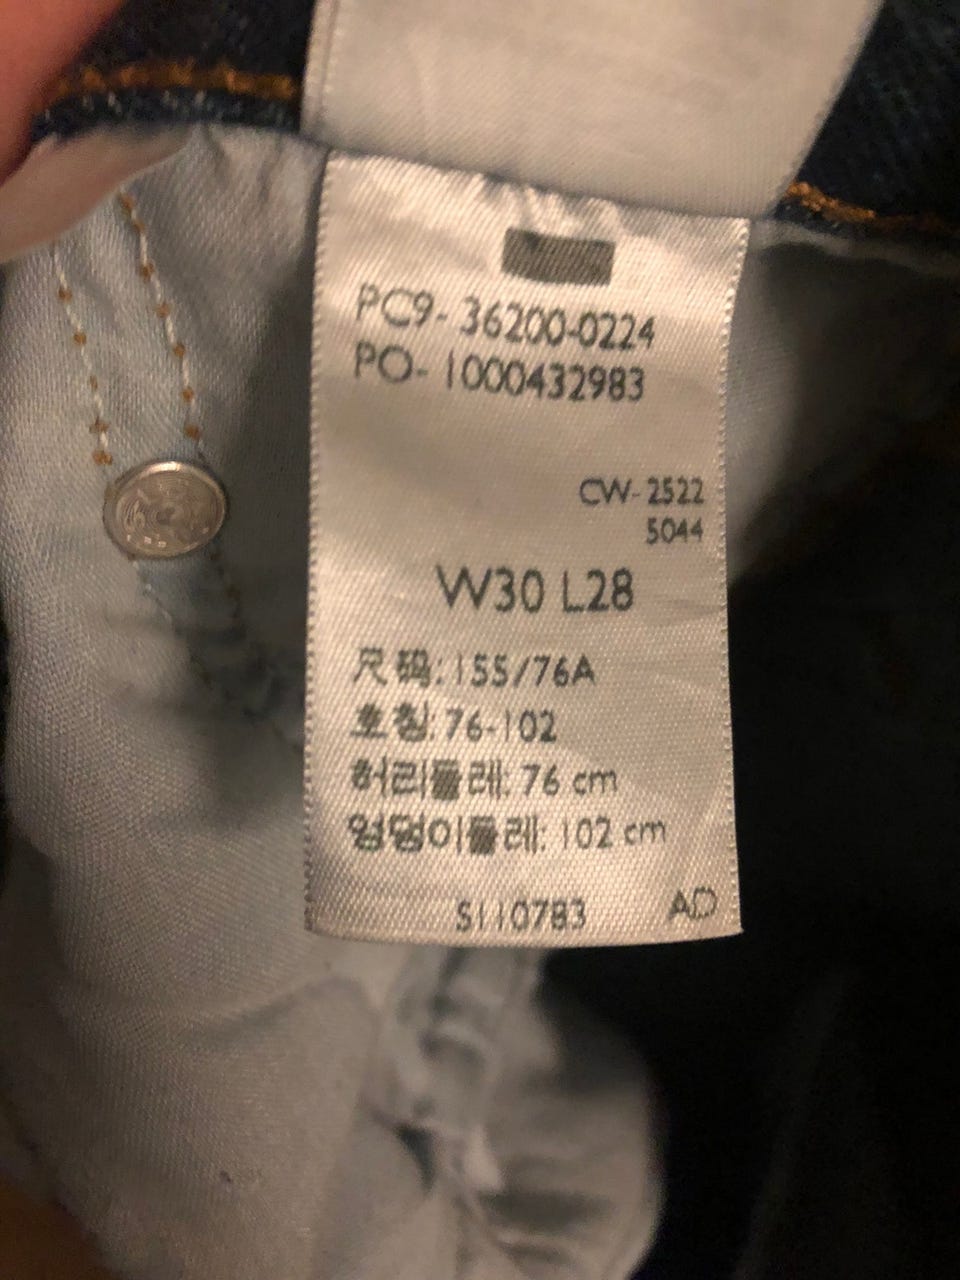 PC9- 36200-0224
PO- 1000432983
CW- 2522
5044
W30 L28
尺码: 155/76A
호칭: 76-102
허리둘레: 76 cm
엉덩이둘레: 102 cm
S110783 AD